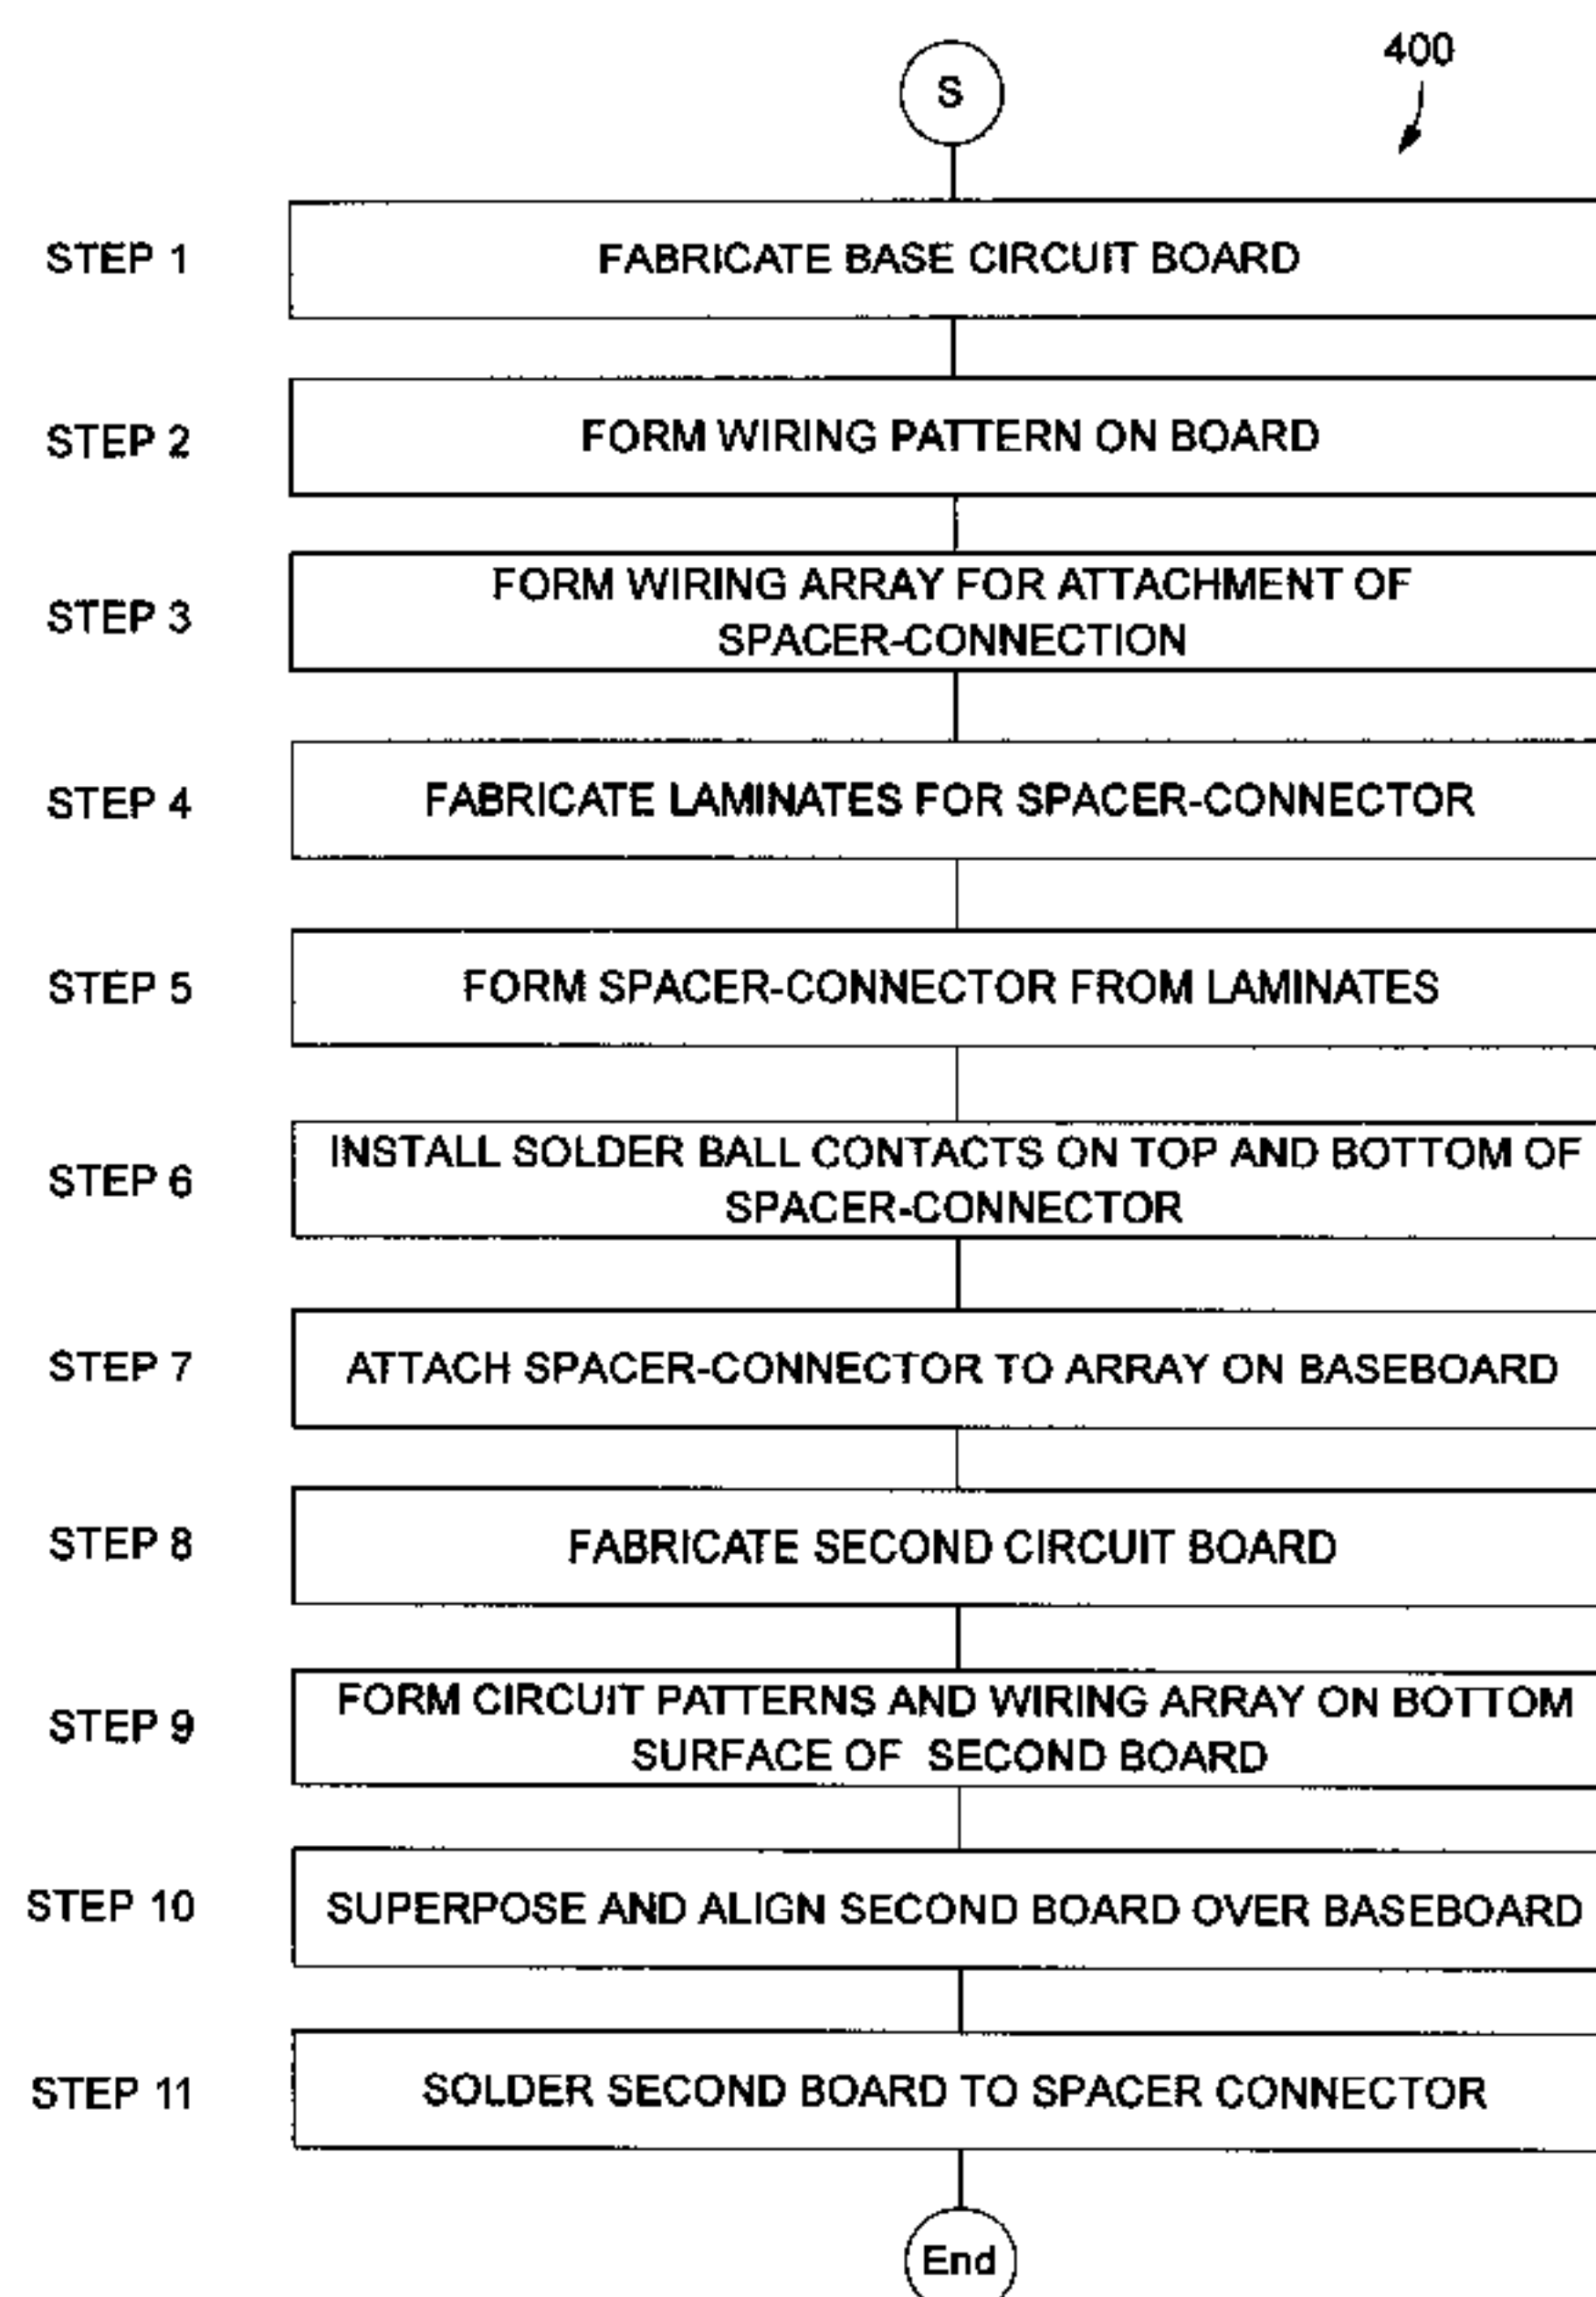 400
S
STEP 1
FABRICATE BASE CIRCUIT BOARD
STEP 2
FORM WIRING PATTERN ON BOARD
STEP 3
FORM WIRING ARRAY FOR ATTACHMENT OF
SPACER-CONNECTION
STEP 4
FABRICATE LAMINATES FOR SPACER-CONNECTOR
STEP 5
FORM SPACER-CONNECTOR FROM LAMINATES
STEP 6
INSTALL SOLDER BALL CONTACTS ON TOP AND BOTTOM OF
SPACER-CONNECTOR
STEP 7
ATTACH SPACER-CONNECTOR TO ARRAY ON BASEBOARD
STEP 8
FABRICATE SECOND CIRCUIT BOARD
STEP 9
FORM CIRCUIT PATTERNS AND WIRING ARRAY ON BOTTOM
SURFACE OF SECOND BOARD
STEP 10
SUPERPOSE AND ALIGN SECOND BOARD OVER BASEBOARD
STEP 11
SOLDER SECOND BOARD TO SPACER CONNECTOR
End